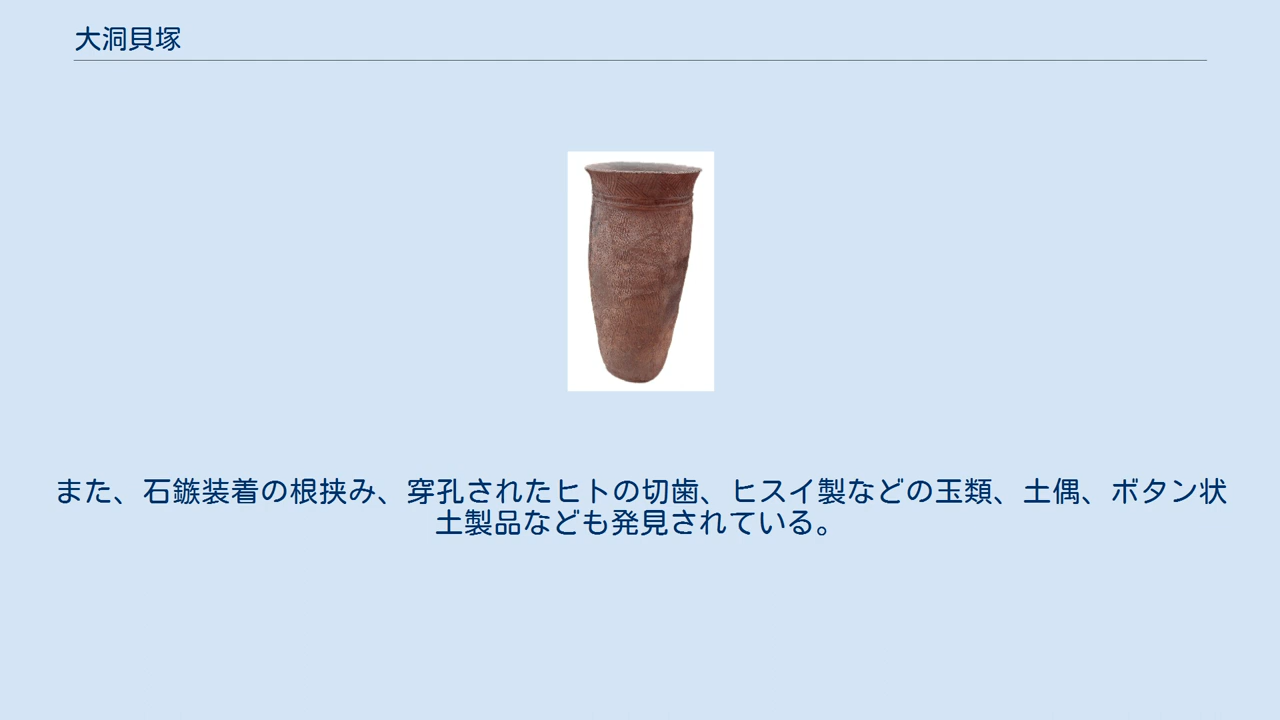 大洞貝塚
また、石鏃装着の根挟み、穿孔されたヒトの切歯、ヒスイ製などの玉類、土偶、ボタン状
土製品なども発見されている。